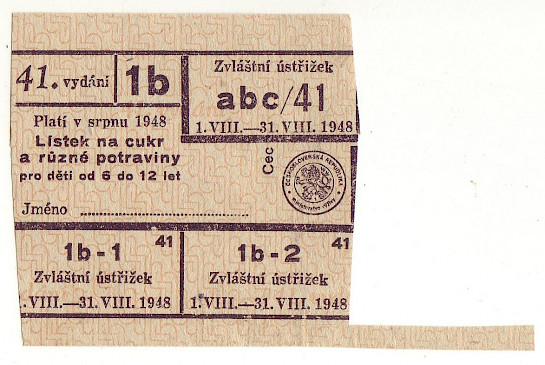 41. vydání
1b
Zvláštní ústřižek
abc/41
1.VIII.—31. VIII. 1948
Platí v srpnu 1948
Lístek na cukr
a různé potraviny
pro děti od 6 do 12 let
Cec
ČESKOSLOVENSKÁ REPUBLIKA
Jméno
1b-1 41
Zvláštní ústřižek
.VIII.—31. VIII. 1948
1b-2 41
Zvláštní ústřižek
1. VIII.—31. VIII. 1948